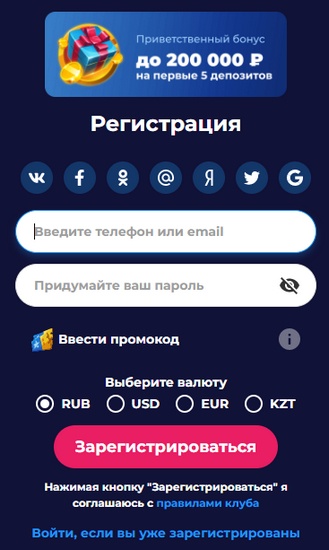 Приветственный бонус
до 200 000 ₽
на первые 5 депозитов
Регистрация
Введите телефон или email
Придумайте ваш пароль
Ввести промокод
Выберите валюту
RUB USD EUR KZT
Зарегистрироваться
Нажимая кнопку "Зарегистрироваться" я
соглашаюсь с правилами клуба
Войти, если вы уже зарегистрированы